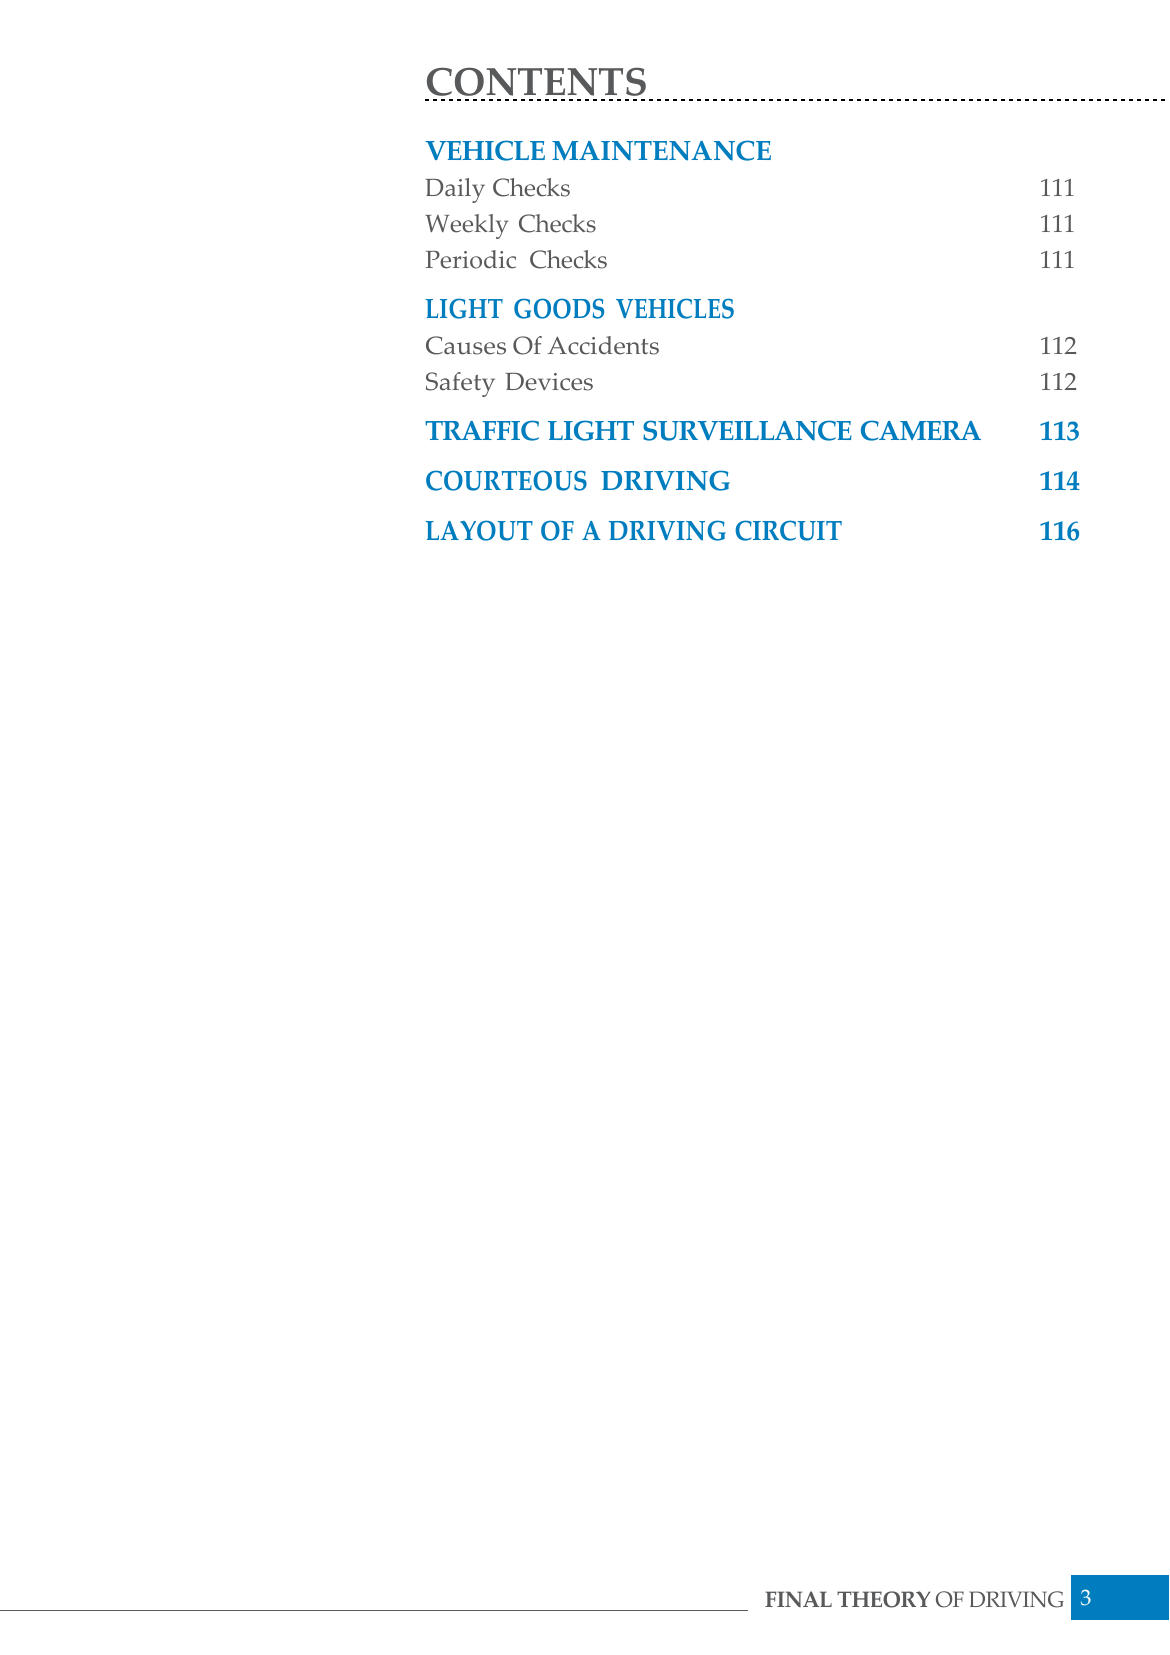 CONTENTS
VEHICLE MAINTENANCE
Daily Checks 111
Weekly Checks 111
Periodic Checks 111
LIGHT GOODS VEHICLES
Causes Of Accidents 112
Safety Devices 112
TRAFFIC LIGHT SURVEILLANCE CAMERA 113
COURTEOUS DRIVING 114
LAYOUT OF A DRIVING CIRCUIT 116
FINAL THEORY OF DRIVING 3